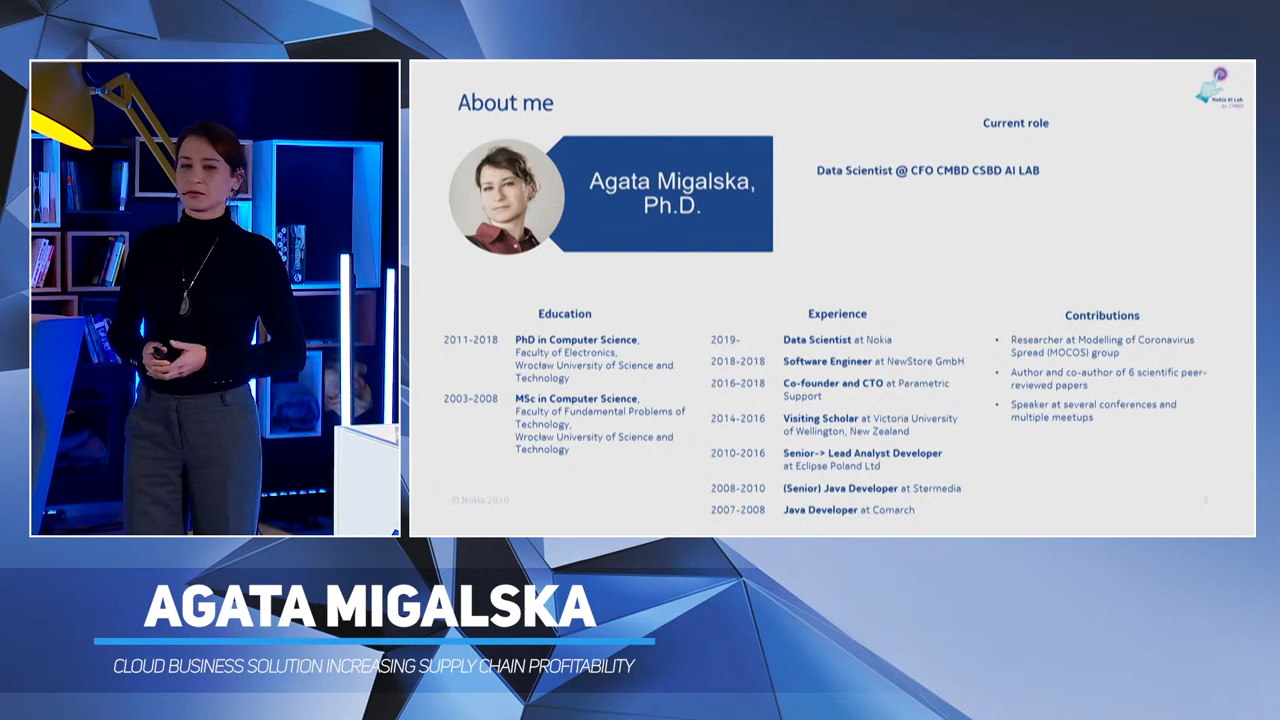 About me
Nokia AI Lab
by CMBD
Agata Migalska,
Ph.D.
Current role
Data Scientist @ CFO CMBD CSBD AI LAB
Education
2011-2018 PhD in Computer Science,
Faculty of Electronics,
Wrocław University of Science and
Technology
2003-2008 MSc in Computer Science,
Faculty of Fundamental Problems of
Technology,
Wrocław University of Science and
Technology
Experience
2019- Data Scientist at Nokia
2018-2018 Software Engineer at NewStore GmbH
2016-2018 Co-founder and CTO at Parametric
Support
2014-2016 Visiting Scholar at Victoria University
of Wellington, New Zealand
2010-2016 Senior-> Lead Analyst Developer
at Eclipse Poland Ltd
2008-2010 (Senior) Java Developer at Stermedia
2007-2008 Java Developer at Comarch
Contributions
• Researcher at Modelling of Coronavirus
Spread (MOCOS) group
• Author and co-author of 6 scientific peer-
reviewed papers
• Speaker at several conferences and
multiple meetups
© Nokia 2020
2
AGATA MIGALSKA
CLOUD BUSINESS SOLUTION INCREASING SUPPLY CHAIN PROFITABILITY